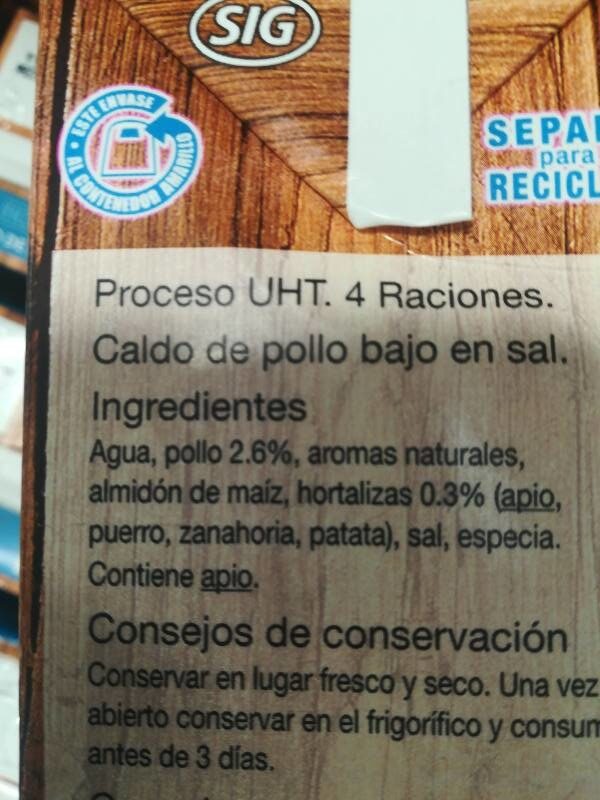 SIG
ESTE ENVASE
AL CONTENEDOR AMARILLO
para
Proceso UHT. 4 Raciones.
Caldo de pollo bajo en sal.
Ingredientes
Agua, pollo 2.6%, aromas naturales,
almidón de maíz, hortalizas 0.3% (apio,
puerro, zanahoria, patata), sal, especia.
Contiene apio.
Consejos de conservación
Conservar en lugar fresco y seco. Una vez
abierto conservar en el frigorífico y
antes de 3 días.